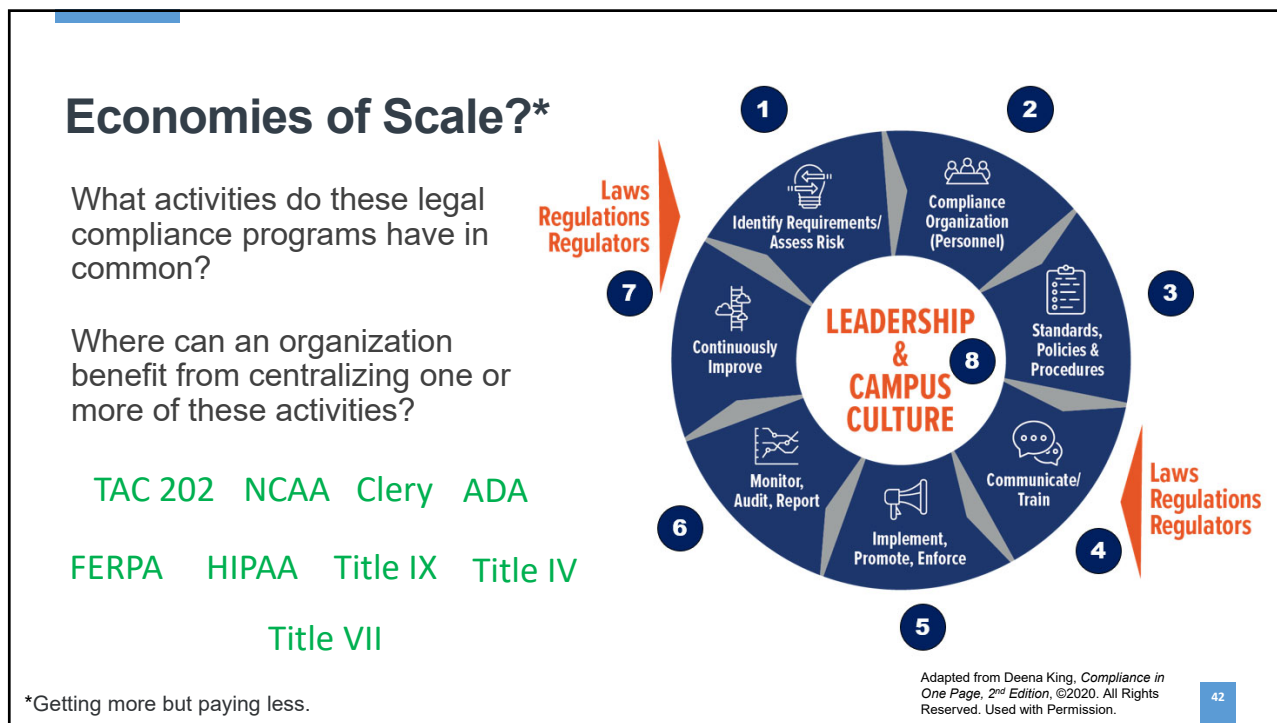 Economies of Scale?*
What activities do these legal
compliance programs have in
common?
Where can an organization
benefit from centralizing one or
more of these activities?
TAC 202 NCAA Clery ADA
FERPA HIPAA Title IX Title IV
Title VII
*Getting more but paying less.
Laws
Regulations
Regulators
1
Identify Requirements/
Assess Risk
2
Compliance
Organization
(Personnel)
3
Standards,
Policies &
Procedures
4
Communicate/
Train
5
Implement,
Promote, Enforce
6
Monitor,
Audit, Report
7
Continuously
Improve
LEADERSHIP
&
CAMPUS
CULTURE
8
Laws
Regulations
Regulators
Adapted from Deena King, Compliance in
One Page, 2nd Edition, ©2020. All Rights
Reserved. Used with Permission.
42